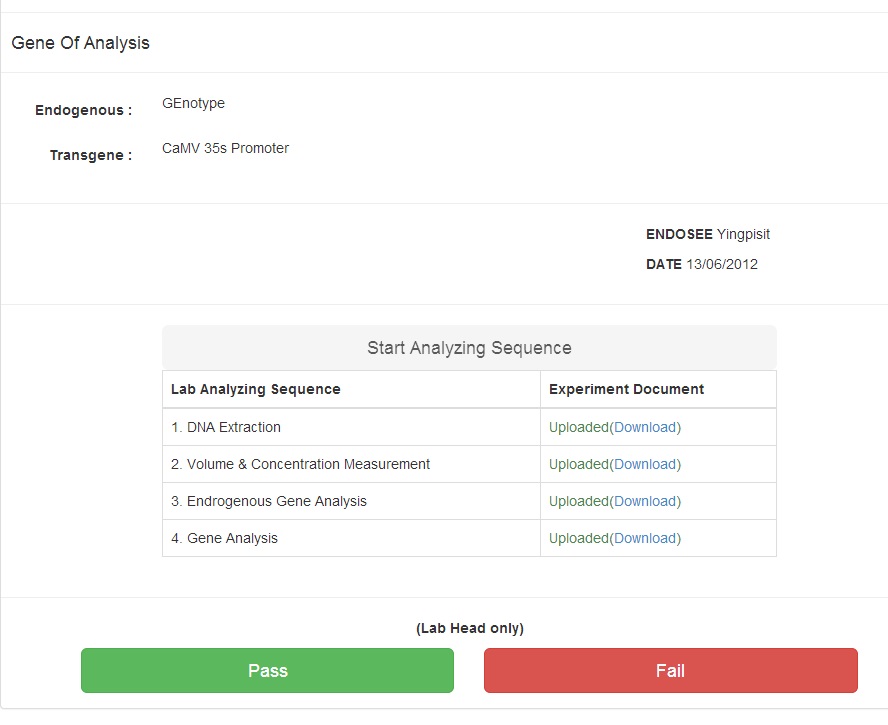 Gene Of Analysis
Endogenous : GEnotype
Transgene : CaMV 35s Promoter
ENDOSEE Yingpisit
DATE 13/06/2012
Start Analyzing Sequence
Lab Analyzing Sequence Experiment Document
1. DNA Extraction Uploaded(Download)
2. Volume & Concentration Measurement Uploaded(Download)
3. Endrogenous Gene Analysis Uploaded(Download)
4. Gene Analysis Uploaded(Download)
(Lab Head only)
Pass Fail